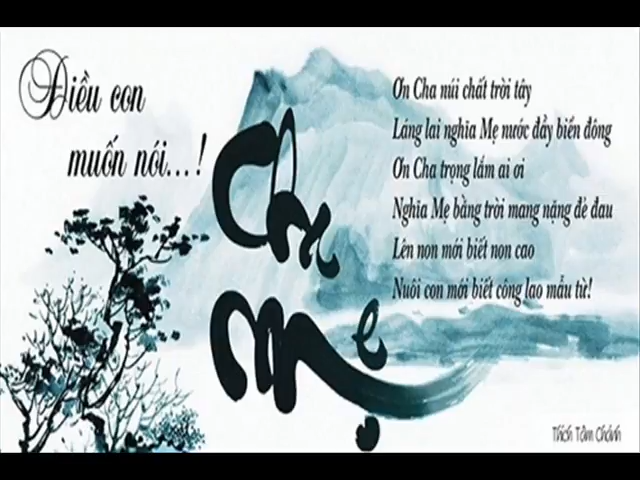 Điều con
muốn nói...!
Cha
Mẹ
Ơn Cha núi chất trời tây
Láng lai nghĩa Mẹ nước đầy biển đông
Ơn Cha trọng lắm ai ơi
Nghĩa Mẹ bằng trời mang nặng đẻ đau
Lên non mới biết non cao
Nuôi con mới biết công lao mẫu từ!
Thích Tâm Chánh